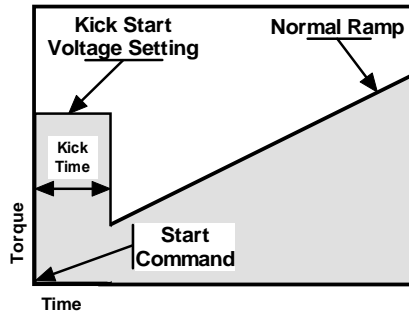 Kick Start
Voltage Setting
Normal Ramp
Kick
Time
Start
Command
Torque
Time